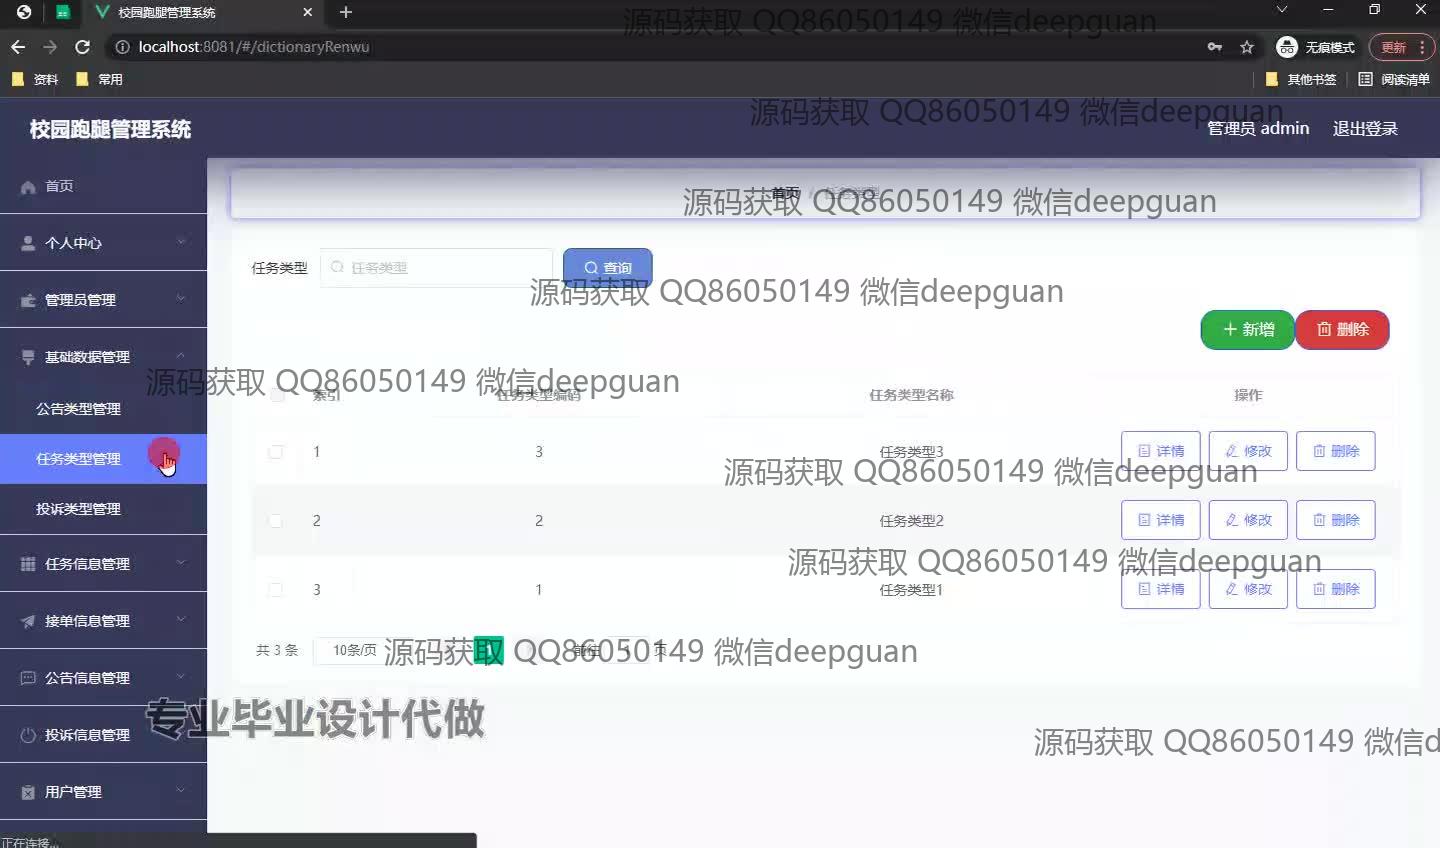 校园跑腿管理系统
源码获取 QQ86050149 微信deepguan
localhost:8081/#/dictionaryRenwu
无痕模式
更新
资料
常用
其他书签
阅读清单
源码获取 QQ86050149 微信deepguan
校园跑腿管理系统
管理员 admin
退出登录
首页
首页 / 任务类型
源码获取 QQ86050149 微信deepguan
个人中心
任务类型
任务类型
查询
源码获取 QQ86050149 微信deepguan
管理员管理
新增
删除
基础数据管理
源码获取 QQ86050149 微信deepguan
索引
任务类型编码
任务类型名称
操作
公告类型管理
任务类型管理
1
3
任务类型3
详情
修改
删除
源码获取 QQ86050149 微信deepguan
投诉类型管理
2
2
任务类型2
详情
修改
删除
任务信息管理
源码获取 QQ86050149 微信deepguan
3
1
任务类型1
详情
修改
删除
接单信息管理
共 3 条
10条/页
源码获取 QQ86050149 微信deepguan
前往
1
页
公告信息管理
专业毕业设计代做
投诉信息管理
源码获取 QQ86050149 微信d
用户管理
正在连接...